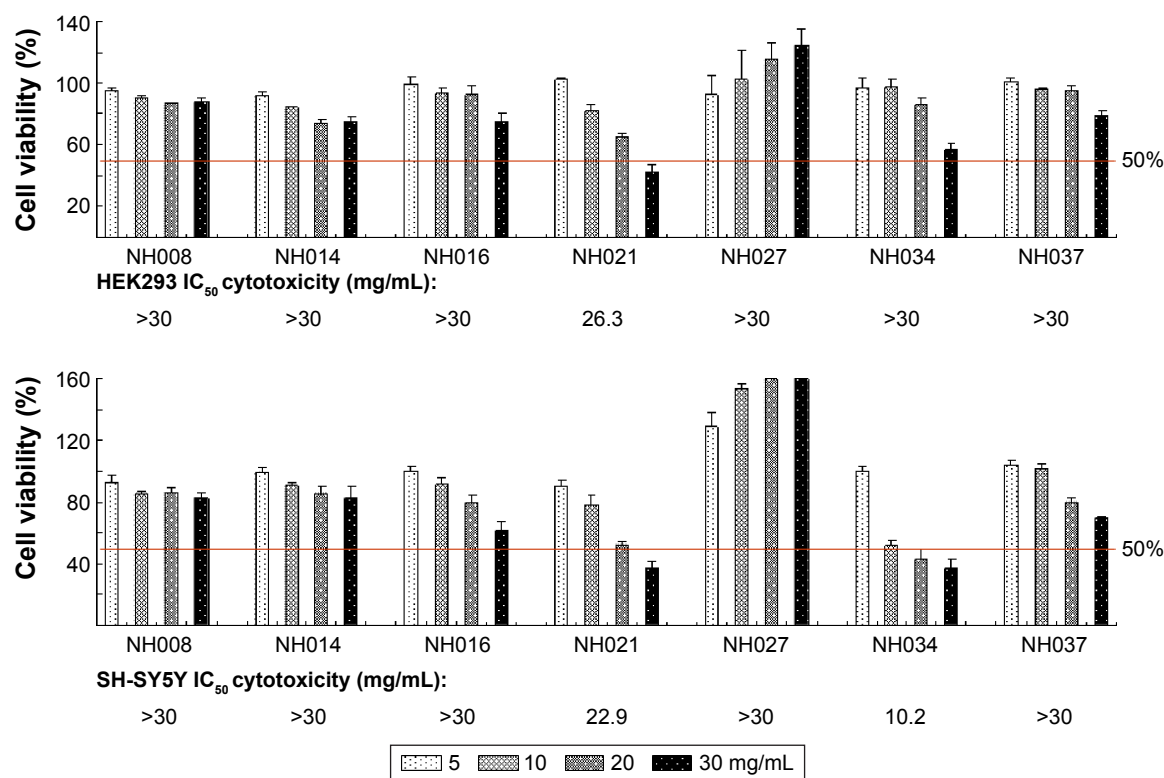 140
100
60
20
Cell viability (%)
50%
NH008 NH014 NH016 NH021 NH027 NH034 NH037
HEK293 IC50 cytotoxicity (mg/mL):
>30 >30 >30 26.3 >30 >30 >30
160
120
80
40
Cell viability (%)
50%
NH008 NH014 NH016 NH021 NH027 NH034 NH037
SH-SY5Y IC50 cytotoxicity (mg/mL):
>30 >30 >30 22.9 >30 10.2 >30
5 10 20 30 mg/mL